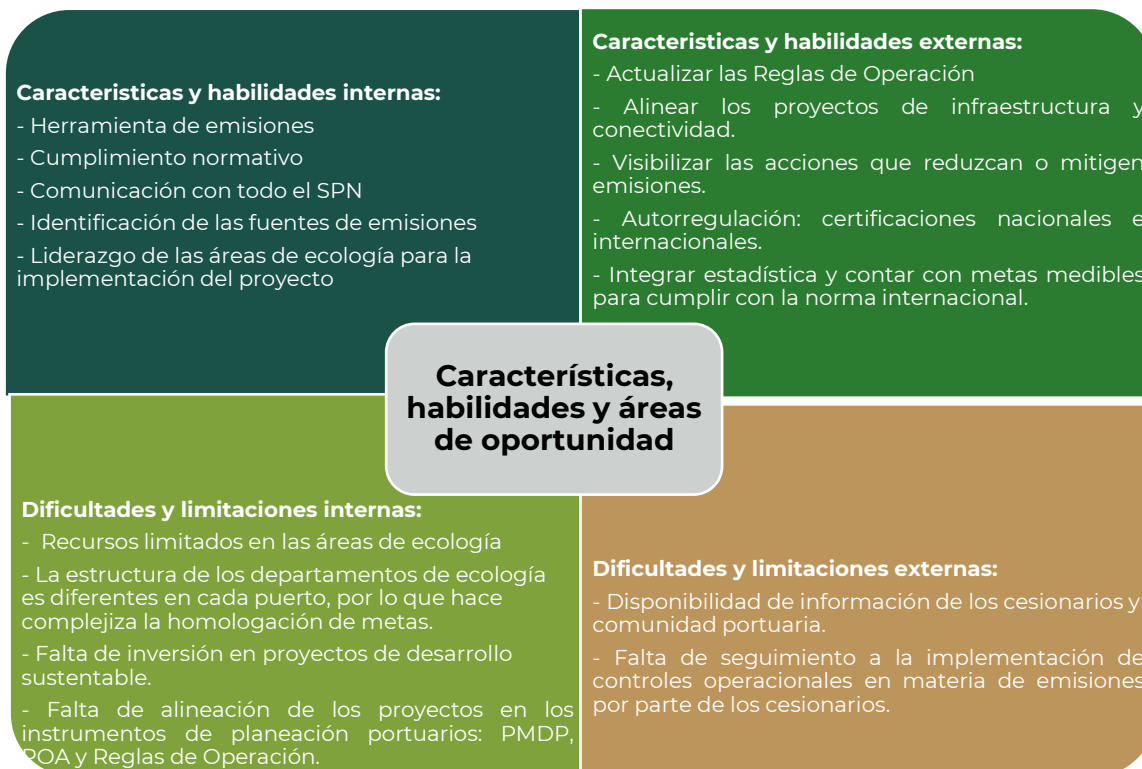 Caracteristicas y habilidades internas:
- Herramienta de emisiones
- Cumplimiento normativo
- Comunicación con todo el SPN
- Identificación de las fuentes de emisiones
- Liderazgo de las áreas de ecología para la
implementación del proyecto
Caracteristicas y habilidades externas:
- Actualizar las Reglas de Operación
- Alinear los proyectos de infraestructura y
conectividad.
- Visibilizar las acciones que reduzcan o mitigen
emisiones.
- Autorregulación: certificaciones nacionales e
internacionales.
- Integrar estadística y contar con metas medibles
para cumplir con la norma internacional.
Características,
habilidades y áreas
de oportunidad
Dificultades y limitaciones internas:
- Recursos limitados en las áreas de ecología
- La estructura de los departamentos de ecología
es diferentes en cada puerto, por lo que hace
complejiza la homologación de metas.
- Falta de inversión en proyectos de desarrollo
sustentable.
- Falta de alineación de los proyectos en los
instrumentos de planeación portuarios: PMDP,
POA y Reglas de Operación.
Dificultades y limitaciones externas:
- Disponibilidad de información de los cesionarios y
comunidad portuaria.
- Falta de seguimiento a la implementación de
controles operacionales en materia de emisiones
por parte de los cesionarios.